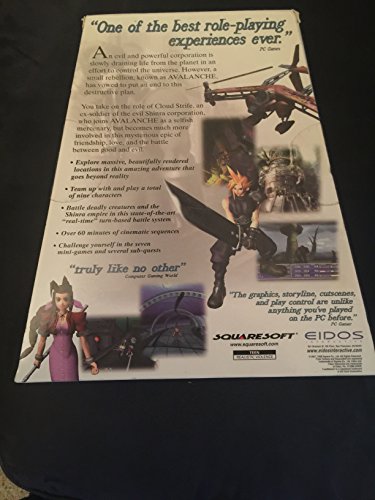 "One of the best role-playing
experiences ever."
PC Games
An evil and powerful corporation is
slowly draining life from the planet in an
effort to control the universe. However, a
small rebellion, known as AVALANCHE,
has vowed to put an end to this
destructive plan.
You take on the role of Cloud Strife, an
ex-soldier of the evil Shinra corporation,
who joins AVALANCHE as a selfish
mercenary, but becomes much more
involved in this mysterious epic of
friendship, love, and the battle
between good and evil.
• Explore massive, beautifully rendered
locations in this amazing adventure that
goes beyond reality
• Team up with and play a total
of nine characters
• Battle deadly creatures and the
Shinra empire in this state-of-the-art
"real-time" turn-based battle system
• Over 60 minutes of cinematic sequences
• Challenge yourself in the seven
mini-games and several sub-quests
"truly like no other"
Computer Gaming World
"The graphics, storyline, cutscenes,
and play control are unlike
anything you've played
on the PC before."
PC Games
SQUARESOFT
www.squaresoft.com
TEEN
EIDOS
www.eidosinteractive.com